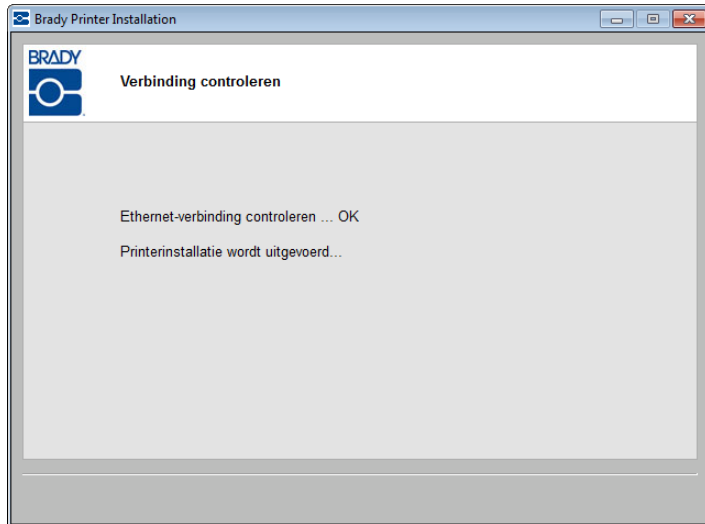 Brady Printer Installation
BRADY
Verbinding controleren
Ethernet-verbinding controleren ... OK
Printerinstallatie wordt uitgevoerd...